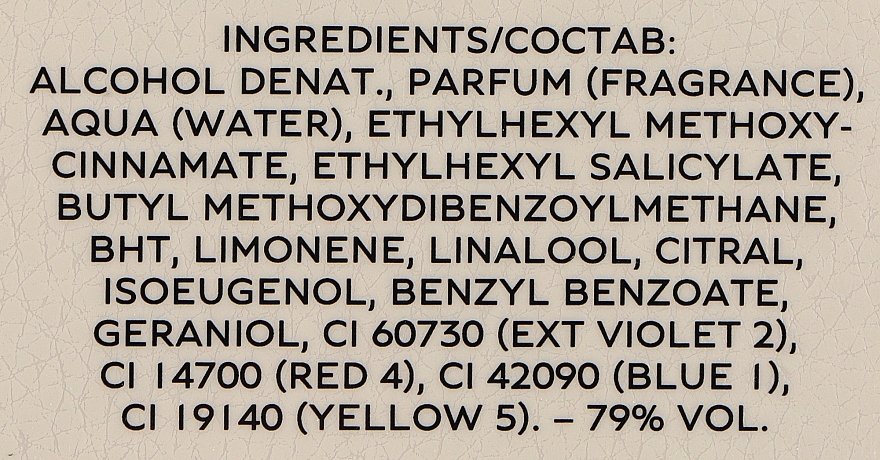 INGREDIENTS/СОСТАВ:
ALCOHOL DENAT., PARFUM (FRAGRANCE),
AQUA (WATER), ETHYLHEXYL METHOXY-
CINNAMATE, ETHYLHEXYL SALICYLATE,
BUTYL METHOXYDIBENZOYLMETHANE,
BHT, LIMONENE, LINALOOL, CITRAL,
ISOEUGENOL, BENZYL BENZOATE,
GERANIOL, CI 60730 (EXT VIOLET 2),
CI 14700 (RED 4), CI 42090 (BLUE 1),
CI 19140 (YELLOW 5). – 79% VOL.